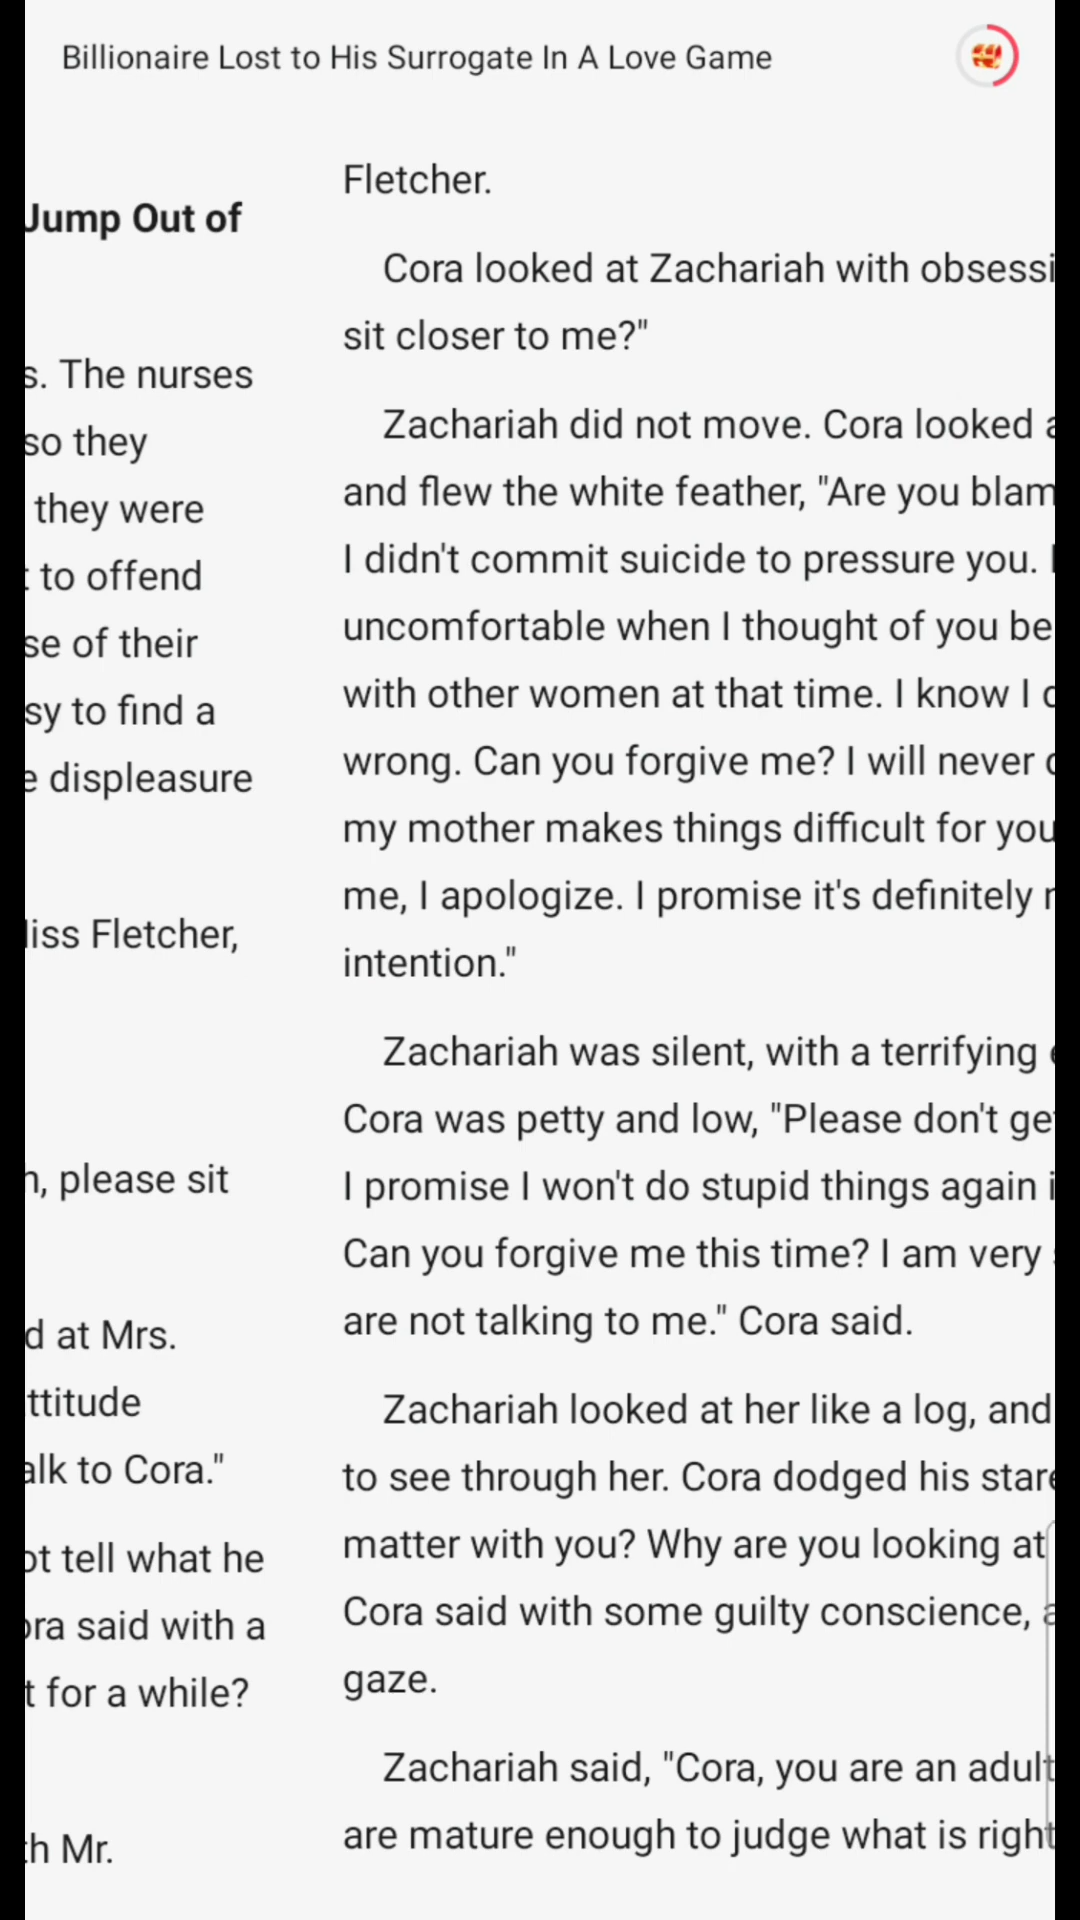 Billionaire Lost to His Surrogate In A Love Game
Jump Out of
s. The nurses
so they
they were
to offend
se of their
sy to find a
displeasure
iss Fletcher,
please sit
d at Mrs.
ttitude
alk to Cora."
ot tell what he
ora said with a
t for a while?
h Mr.
Fletcher.
Cora looked at Zachariah with obsessi
sit closer to me?"
Zachariah did not move. Cora looked a
and flew the white feather, "Are you blam
I didn't commit suicide to pressure you.
uncomfortable when I thought of you be
with other women at that time. I know I
wrong. Can you forgive me? I will never
my mother makes things difficult for you
me, I apologize. I promise it's definitely
intention."
Zachariah was silent, with a terrifying
Cora was petty and low, "Please don't ge
I promise I won't do stupid things again i
Can you forgive me this time? I am very
are not talking to me." Cora said.
Zachariah looked at her like a log, and
to see through her. Cora dodged his stare
matter with you? Why are you looking at
Cora said with some guilty conscience, a
gaze.
Zachariah said, "Cora, you are an adult
are mature enough to judge what is right